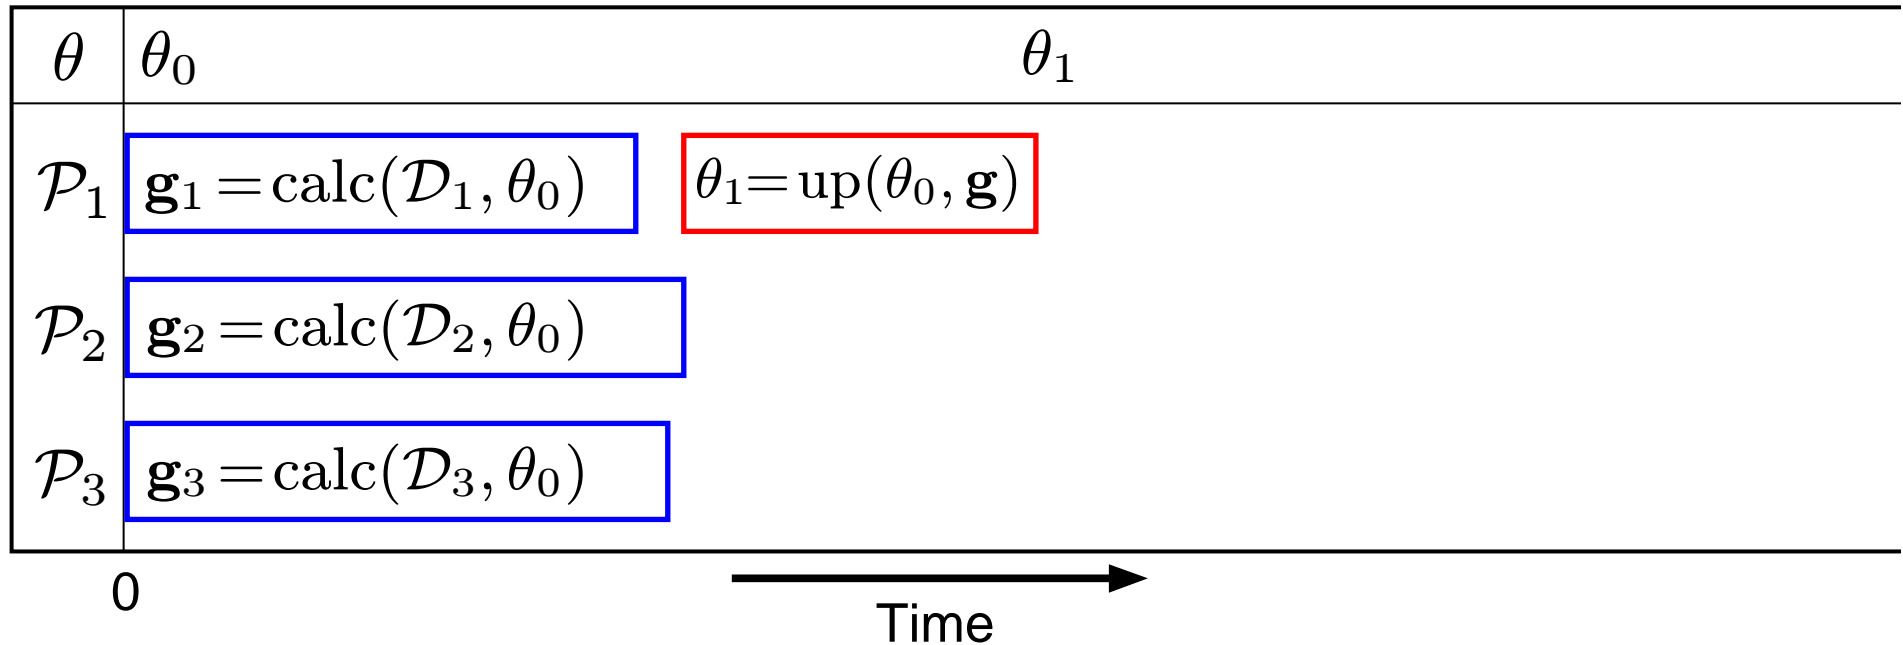 θ θ₀ θ₁
𝒫₁ 𝐠₁ = calc(𝒟₁, θ₀) θ₁ = up(θ₀, 𝐠)
𝒫₂ 𝐠₂ = calc(𝒟₂, θ₀)
𝒫₃ 𝐠₃ = calc(𝒟₃, θ₀)
0
Time